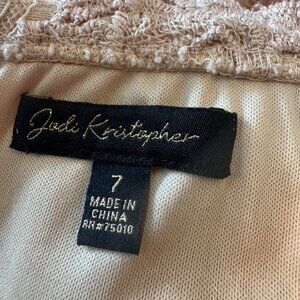 Jodi Kristopher
7
MADE IN
CHINA
RN#75010